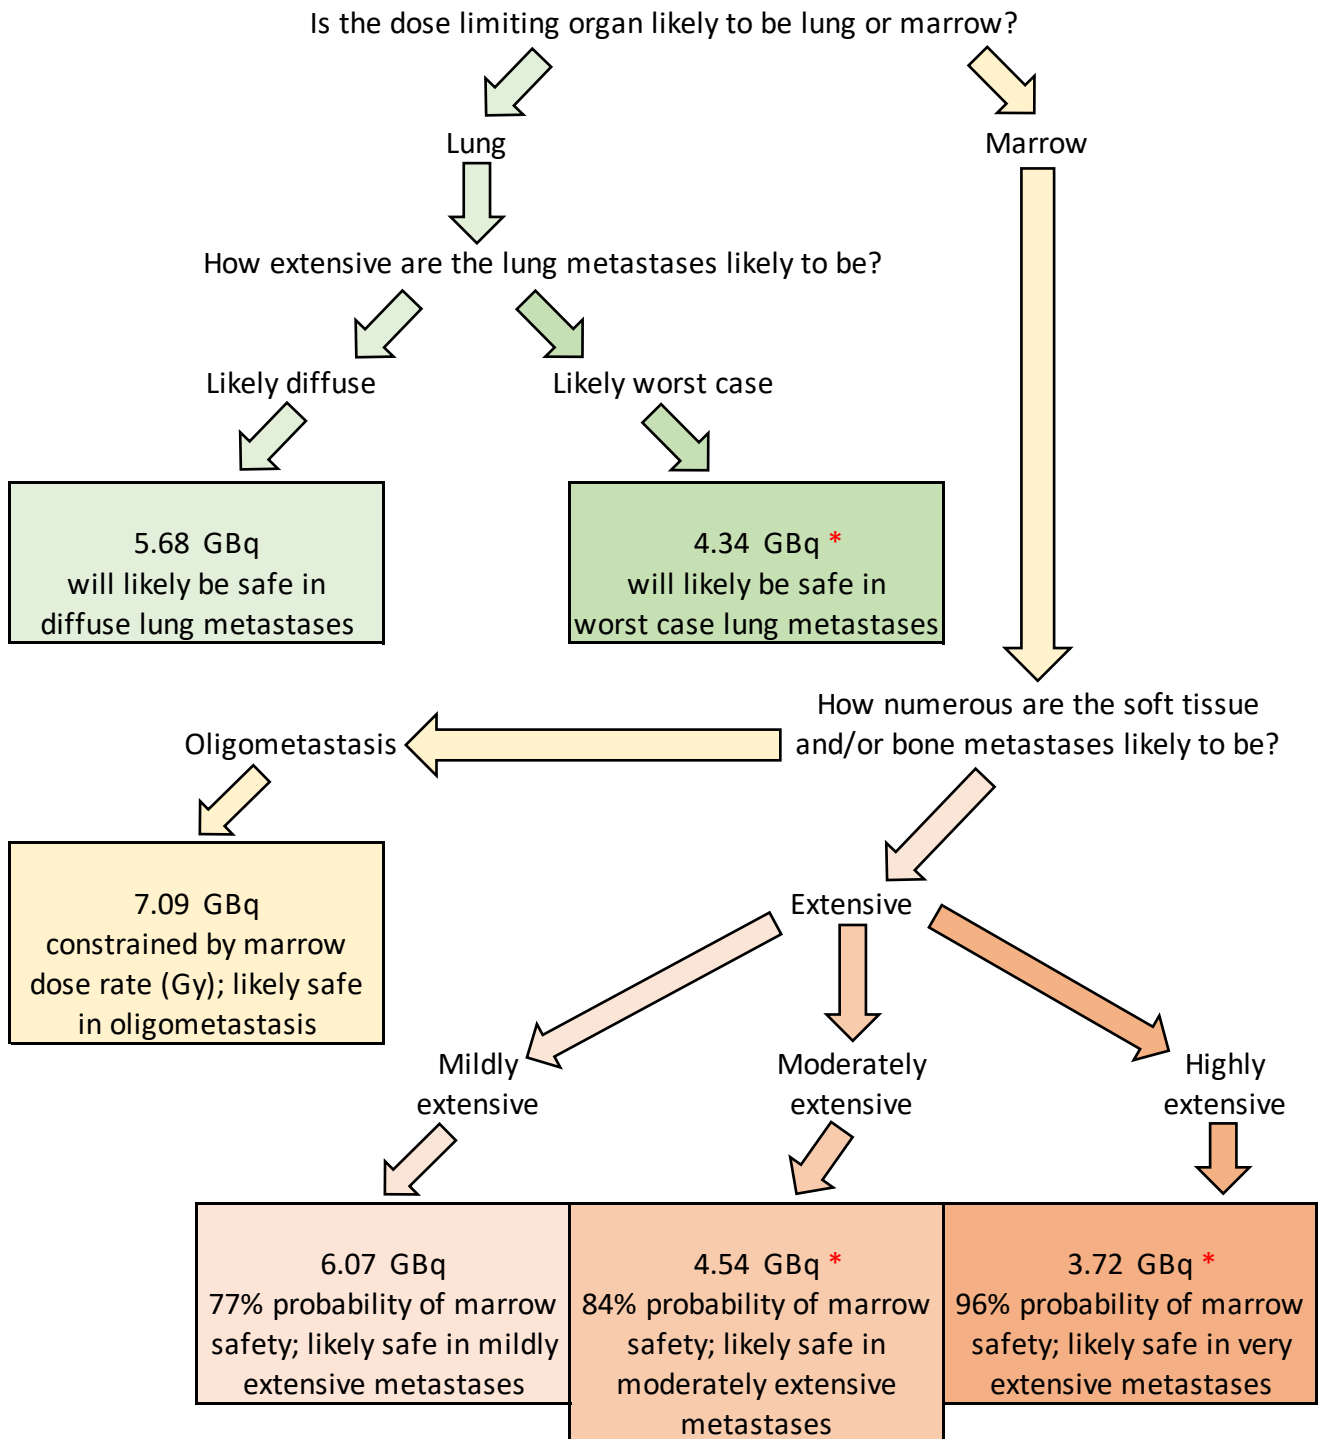 Is the dose limiting organ likely to be lung or marrow?
Lung
Marrow
How extensive are the lung metastases likely to be?
Likely diffuse
Likely worst case
5.68 GBq
will likely be safe in
diffuse lung metastases
4.34 GBq *
will likely be safe in
worst case lung metastases
How numerous are the soft tissue
and/or bone metastases likely to be?
Oligometastasis
7.09 GBq
constrained by marrow
dose rate (Gy); likely safe
in oligometastasis
Extensive
Mildly
extensive
Moderately
extensive
Highly
extensive
6.07 GBq
77% probability of marrow
safety; likely safe in mildly
extensive metastases
4.54 GBq *
84% probability of marrow
safety; likely safe in
moderately extensive
metastases
3.72 GBq *
96% probability of marrow
safety; likely safe in very
extensive metastases